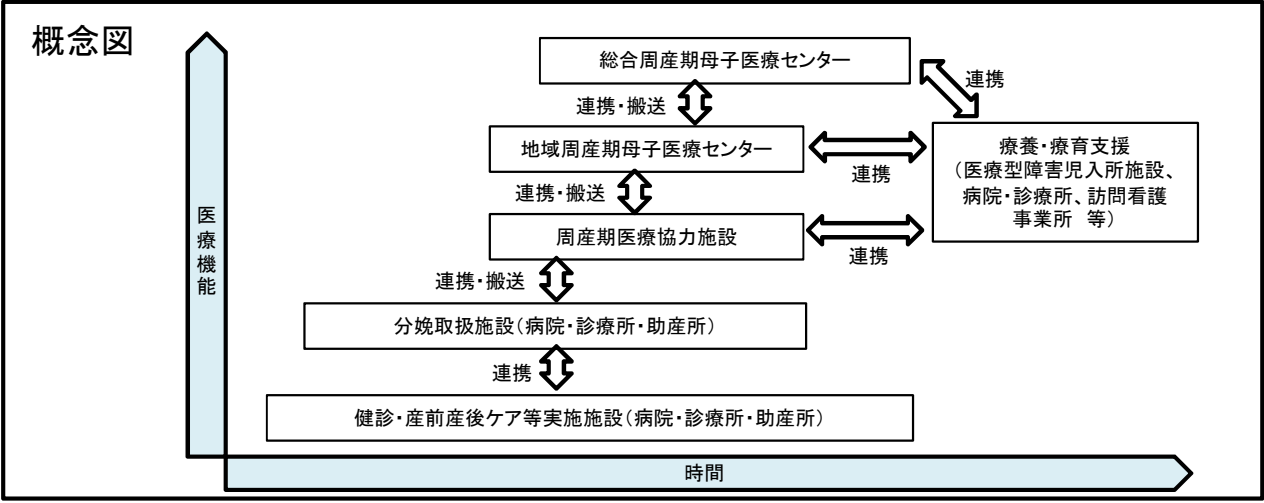 概念図
総合周産期母子医療センター
連携
連携・搬送
地域周産期母子医療センター
連携
療養・療育支援
（医療型障害児入所施設、
病院・診療所、訪問看護
事業所　等）
連携・搬送
周産期医療協力施設
連携
医療機能
連携・搬送
分娩取扱施設（病院・診療所・助産所）
連携
健診・産前産後ケア等実施施設（病院・診療所・助産所）
時間